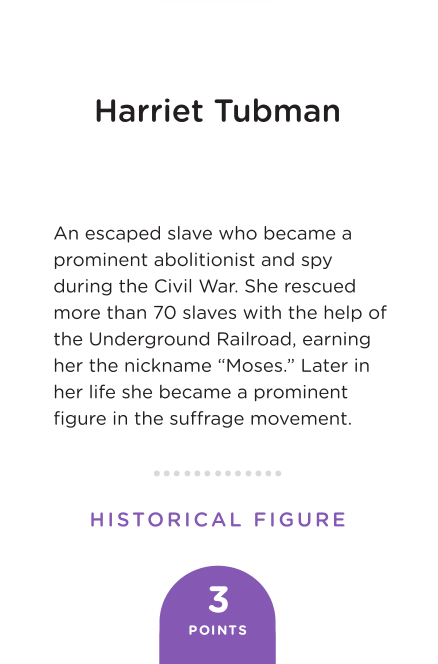 Harriet Tubman
An escaped slave who became a
prominent abolitionist and spy
during the Civil War. She rescued
more than 70 slaves with the help of
the Underground Railroad, earning
her the nickname “Moses.” Later in
her life she became a prominent
figure in the suffrage movement.
HISTORICAL FIGURE
3
POINTS